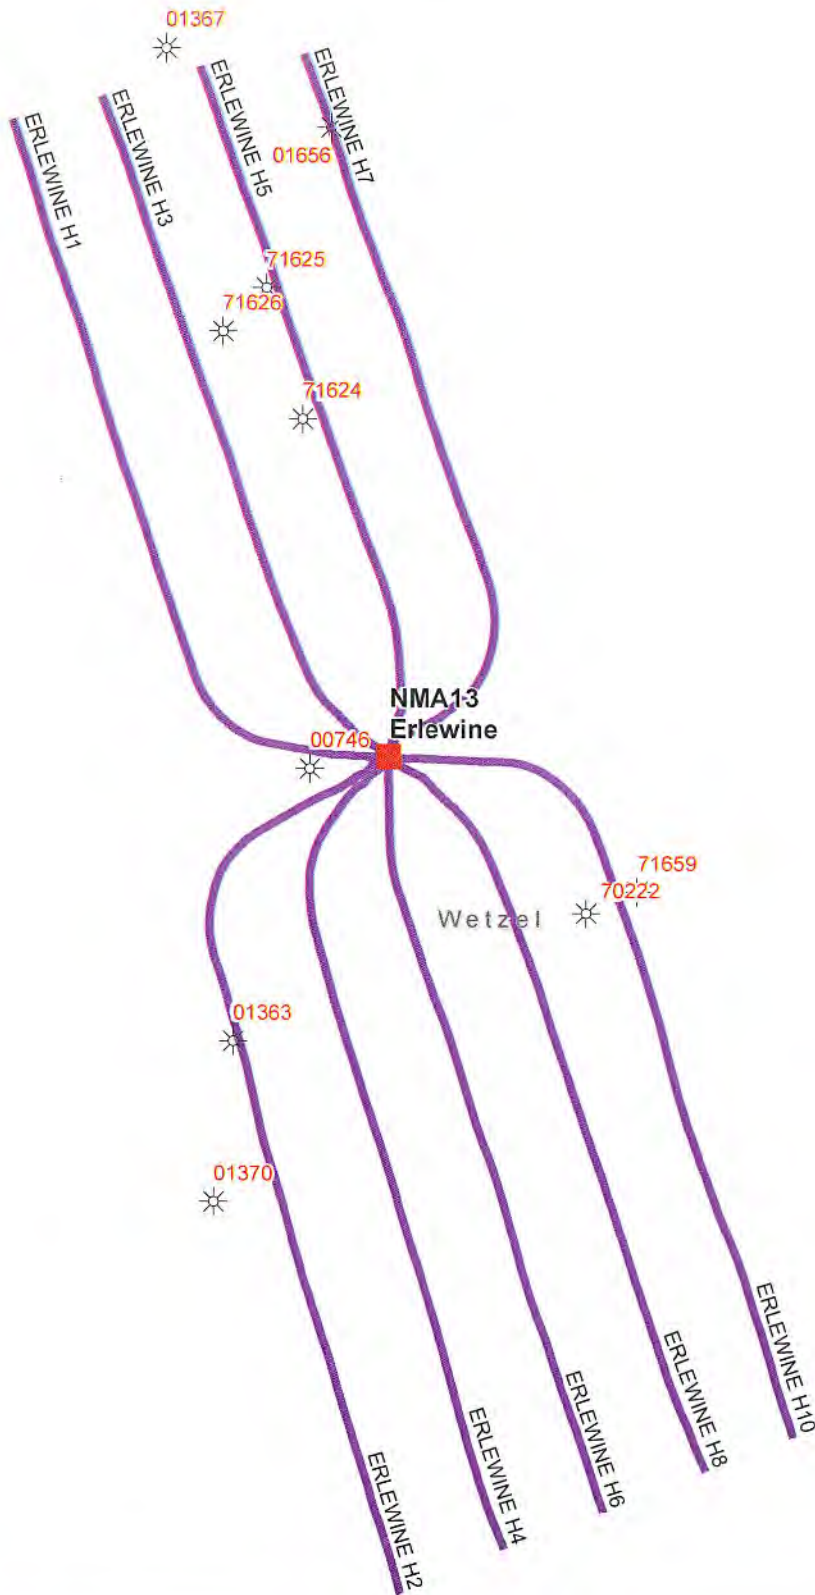 01367
ERLEWINE H1
ERLEWINE H3
ERLEWINE H5
ERLEWINE H7
01656
71625
71626
71624
NMA13
Erlewine
00746
71659
70222
Wetzel
01363
01370
ERLEWINE H10
ERLEWINE H8
ERLEWINE H6
ERLEWINE H4
ERLEWINE H2